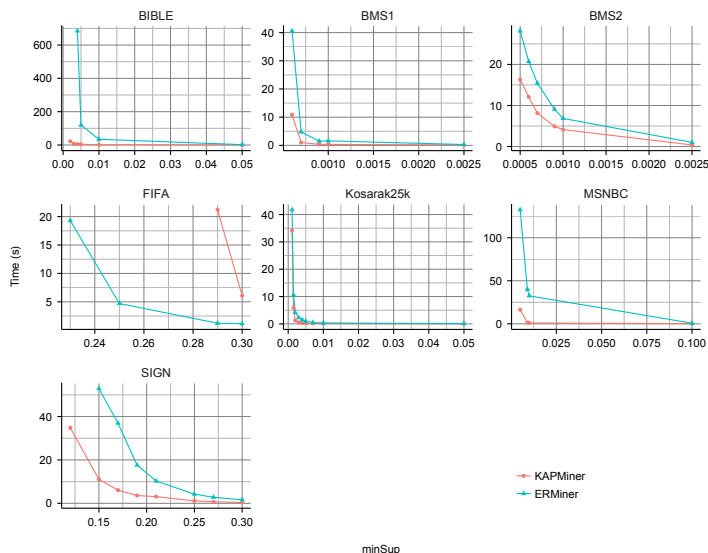 BIBLE BMS1 BMS2
600 40 20
400 30
200 20 10
0 10 0
0
0.00 0.01 0.02 0.03 0.04 0.05 0.0010 0.0015 0.0020 0.0025 0.0005 0.0010 0.0015 0.0020 0.0025
FIFA Kosarak25k MSNBC
20 40 100
15 30
10 20 50
5 10 0
0
0.24 0.26 0.28 0.30 0.00 0.01 0.02 0.03 0.04 0.05 0.025 0.050 0.075 0.100
Time (s)
SIGN
40
20
0
0.15 0.20 0.25 0.30
KAPMiner
ERMiner
minSup